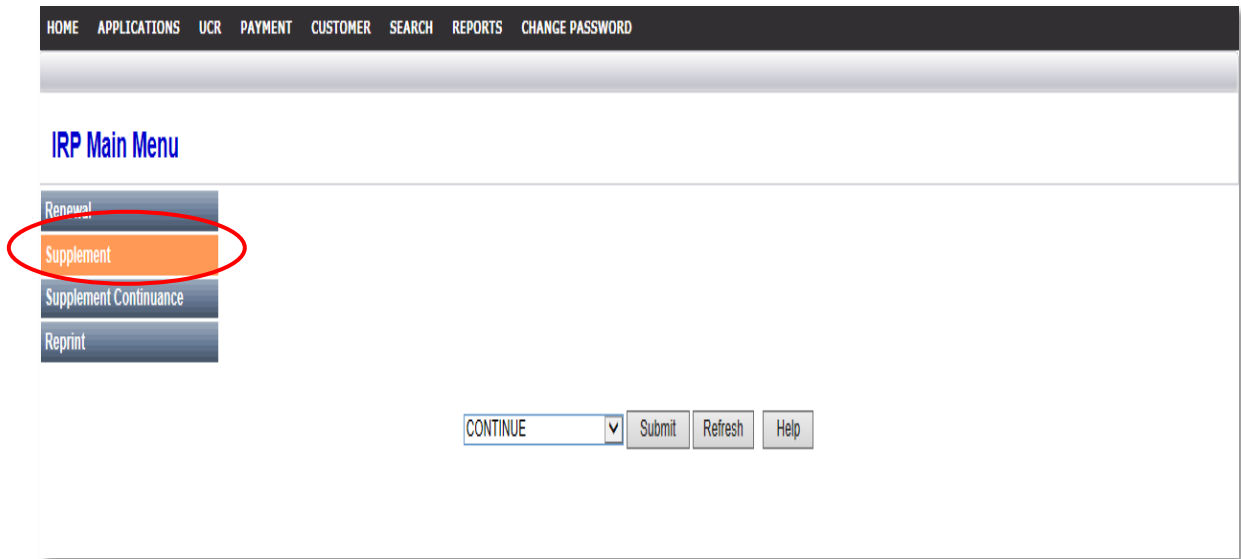 HOME APPLICATIONS UCR PAYMENT CUSTOMER SEARCH REPORTS CHANGE PASSWORD
IRP Main Menu
Renewal
Supplement
Supplement Continuance
Reprint
CONTINUE Submit Refresh Help